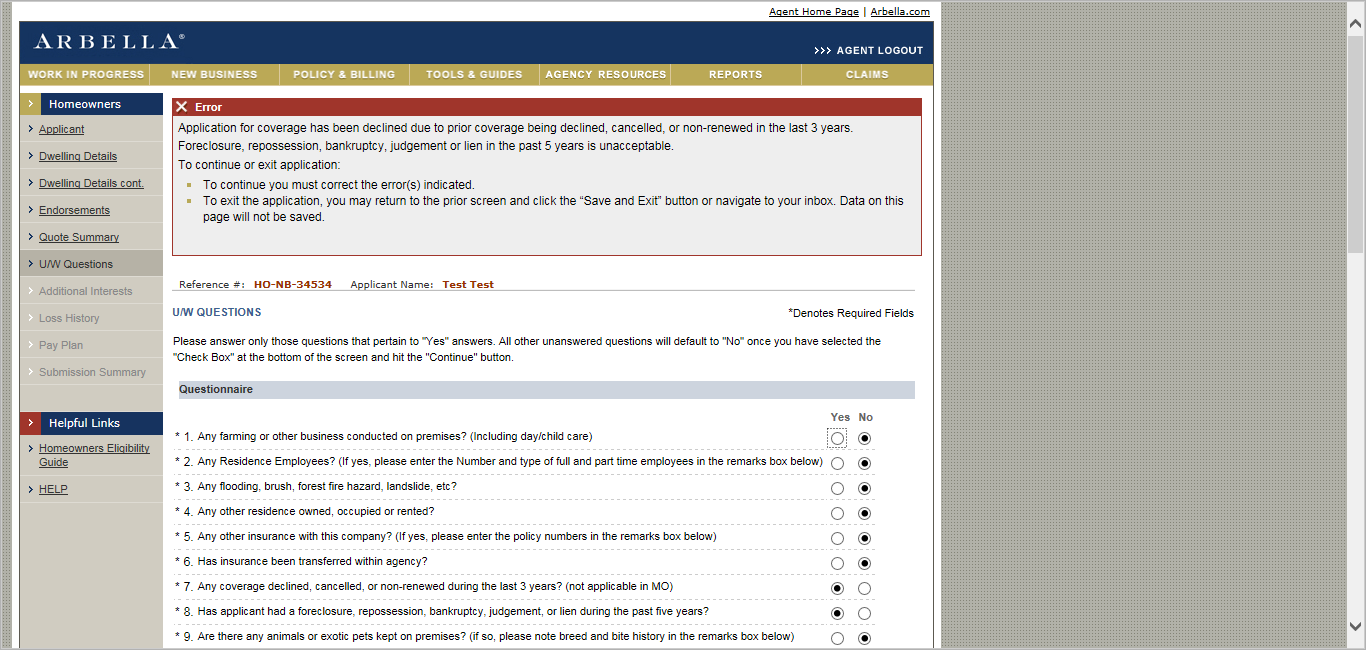 Agent Home Page | Arbella.com
ARBELLA®
>>> AGENT LOGOUT
WORK IN PROGRESS NEW BUSINESS POLICY & BILLING TOOLS & GUIDES AGENCY RESOURCES REPORTS CLAIMS
Homeowners
Applicant
Dwelling Details
Dwelling Details cont.
Endorsements
Quote Summary
U/W Questions
Additional Interests
Loss History
Pay Plan
Submission Summary
Helpful Links
Homeowners Eligibility
Guide
HELP
Error
Application for coverage has been declined due to prior coverage being declined, cancelled, or non-renewed in the last 3 years.
Foreclosure, repossession, bankruptcy, judgement or lien in the past 5 years is unacceptable.
To continue or exit application:
To continue you must correct the error(s) indicated.
To exit the application, you may return to the prior screen and click the “Save and Exit” button or navigate to your inbox. Data on this
page will not be saved.
Reference #: HO-NB-34534 Applicant Name: Test Test
U/W QUESTIONS
*Denotes Required Fields
Please answer only those questions that pertain to "Yes" answers. All other unanswered questions will default to "No" once you have selected the
"Check Box" at the bottom of the screen and hit the "Continue" button.
Questionnaire
Yes No
* 1. Any farming or other business conducted on premises? (Including day/child care)
* 2. Any Residence Employees? (If yes, please enter the Number and type of full and part time employees in the remarks box below)
* 3. Any flooding, brush, forest fire hazard, landslide, etc?
* 4. Any other residence owned, occupied or rented?
* 5. Any other insurance with this company? (If yes, please enter the policy numbers in the remarks box below)
* 6. Has insurance been transferred within agency?
* 7. Any coverage declined, cancelled, or non-renewed during the last 3 years? (not applicable in MO)
* 8. Has applicant had a foreclosure, repossession, bankruptcy, judgement, or lien during the past five years?
* 9. Are there any animals or exotic pets kept on premises? (if so, please note breed and bite history in the remarks box below)